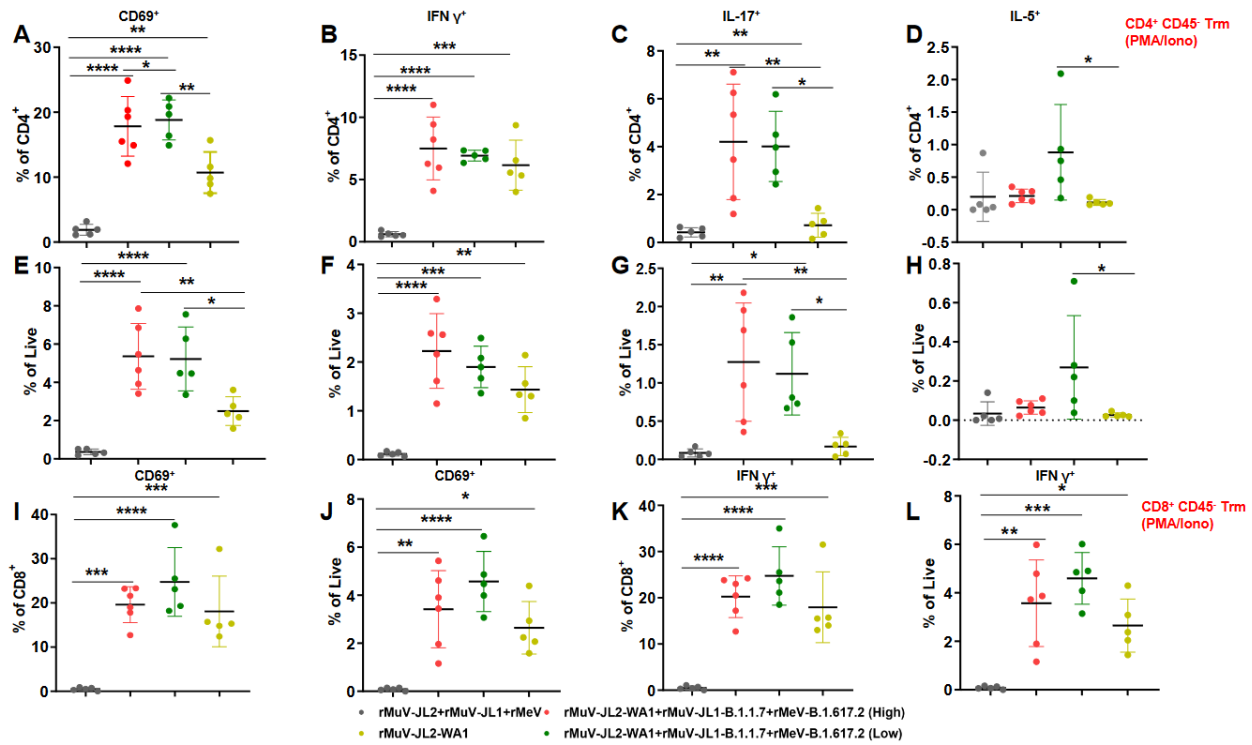 CD69⁺
IFN γ⁺
IL-17⁺
IL-5⁺
CD4⁺ CD45⁻ Trm
(PMA/Iono)
A
% of CD4⁺
30
20
10
0
**
****
****
*
**
B
% of CD4⁺
15
10
5
0
***
****
****
C
% of CD4⁺
8
6
4
2
0
**
**
**
*
D
% of CD4⁺
2.5
2.0
1.5
1.0
0.5
0.0
-0.5
*
E
% of Live
10
8
6
4
2
0
****
****
**
*
F
% of Live
4
3
2
1
0
**
***
****
G
% of Live
2.5
2.0
1.5
1.0
0.5
0.0
*
**
**
*
H
% of Live
0.8
0.6
0.4
0.2
0.0
-0.2
*
CD69⁺
CD69⁺
IFN γ⁺
IFN γ⁺
CD8⁺ CD45⁻ Trm
(PMA/Iono)
I
% of CD8⁺
40
30
20
10
0
***
****
***
J
% of Live
8
6
4
2
0
*
****
**
K
% of CD8⁺
40
30
20
10
0
***
****
****
L
% of Live
8
6
4
2
0
*
***
**
rMuV-JL2+rMuV-JL1+rMeV
rMuV-JL2-WA1+rMuV-JL1-B.1.1.7+rMeV-B.1.617.2 (High)
rMuV-JL2-WA1
rMuV-JL2-WA1+rMuV-JL1-B.1.1.7+rMeV-B.1.617.2 (Low)